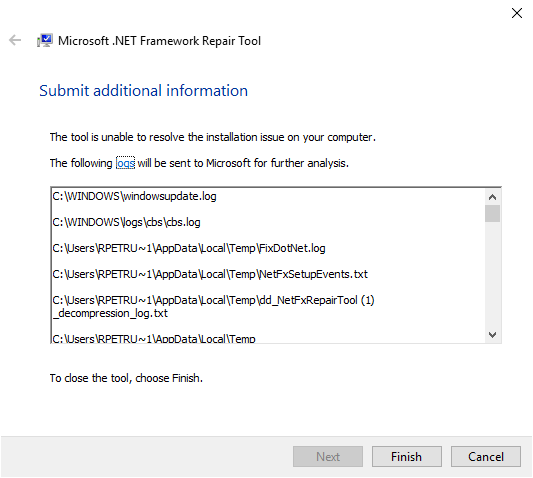 Microsoft .NET Framework Repair Tool
Submit additional information
The tool is unable to resolve the installation issue on your computer.
The following logs will be sent to Microsoft for further analysis.
C:\WINDOWS\windowsupdate.log
C:\WINDOWS\logs\cbs\cbs.log
C:\Users\RPETRU~1\AppData\Local\Temp\FixDotNet.log
C:\Users\RPETRU~1\AppData\Local\Temp\NetFxSetupEvents.txt
C:\Users\RPETRU~1\AppData\Local\Temp\dd_NetFxRepairTool (1)
_decompression_log.txt
C:\Users\RPETRU~1\AppData\Local\Temp
To close the tool, choose Finish.
Next Finish Cancel